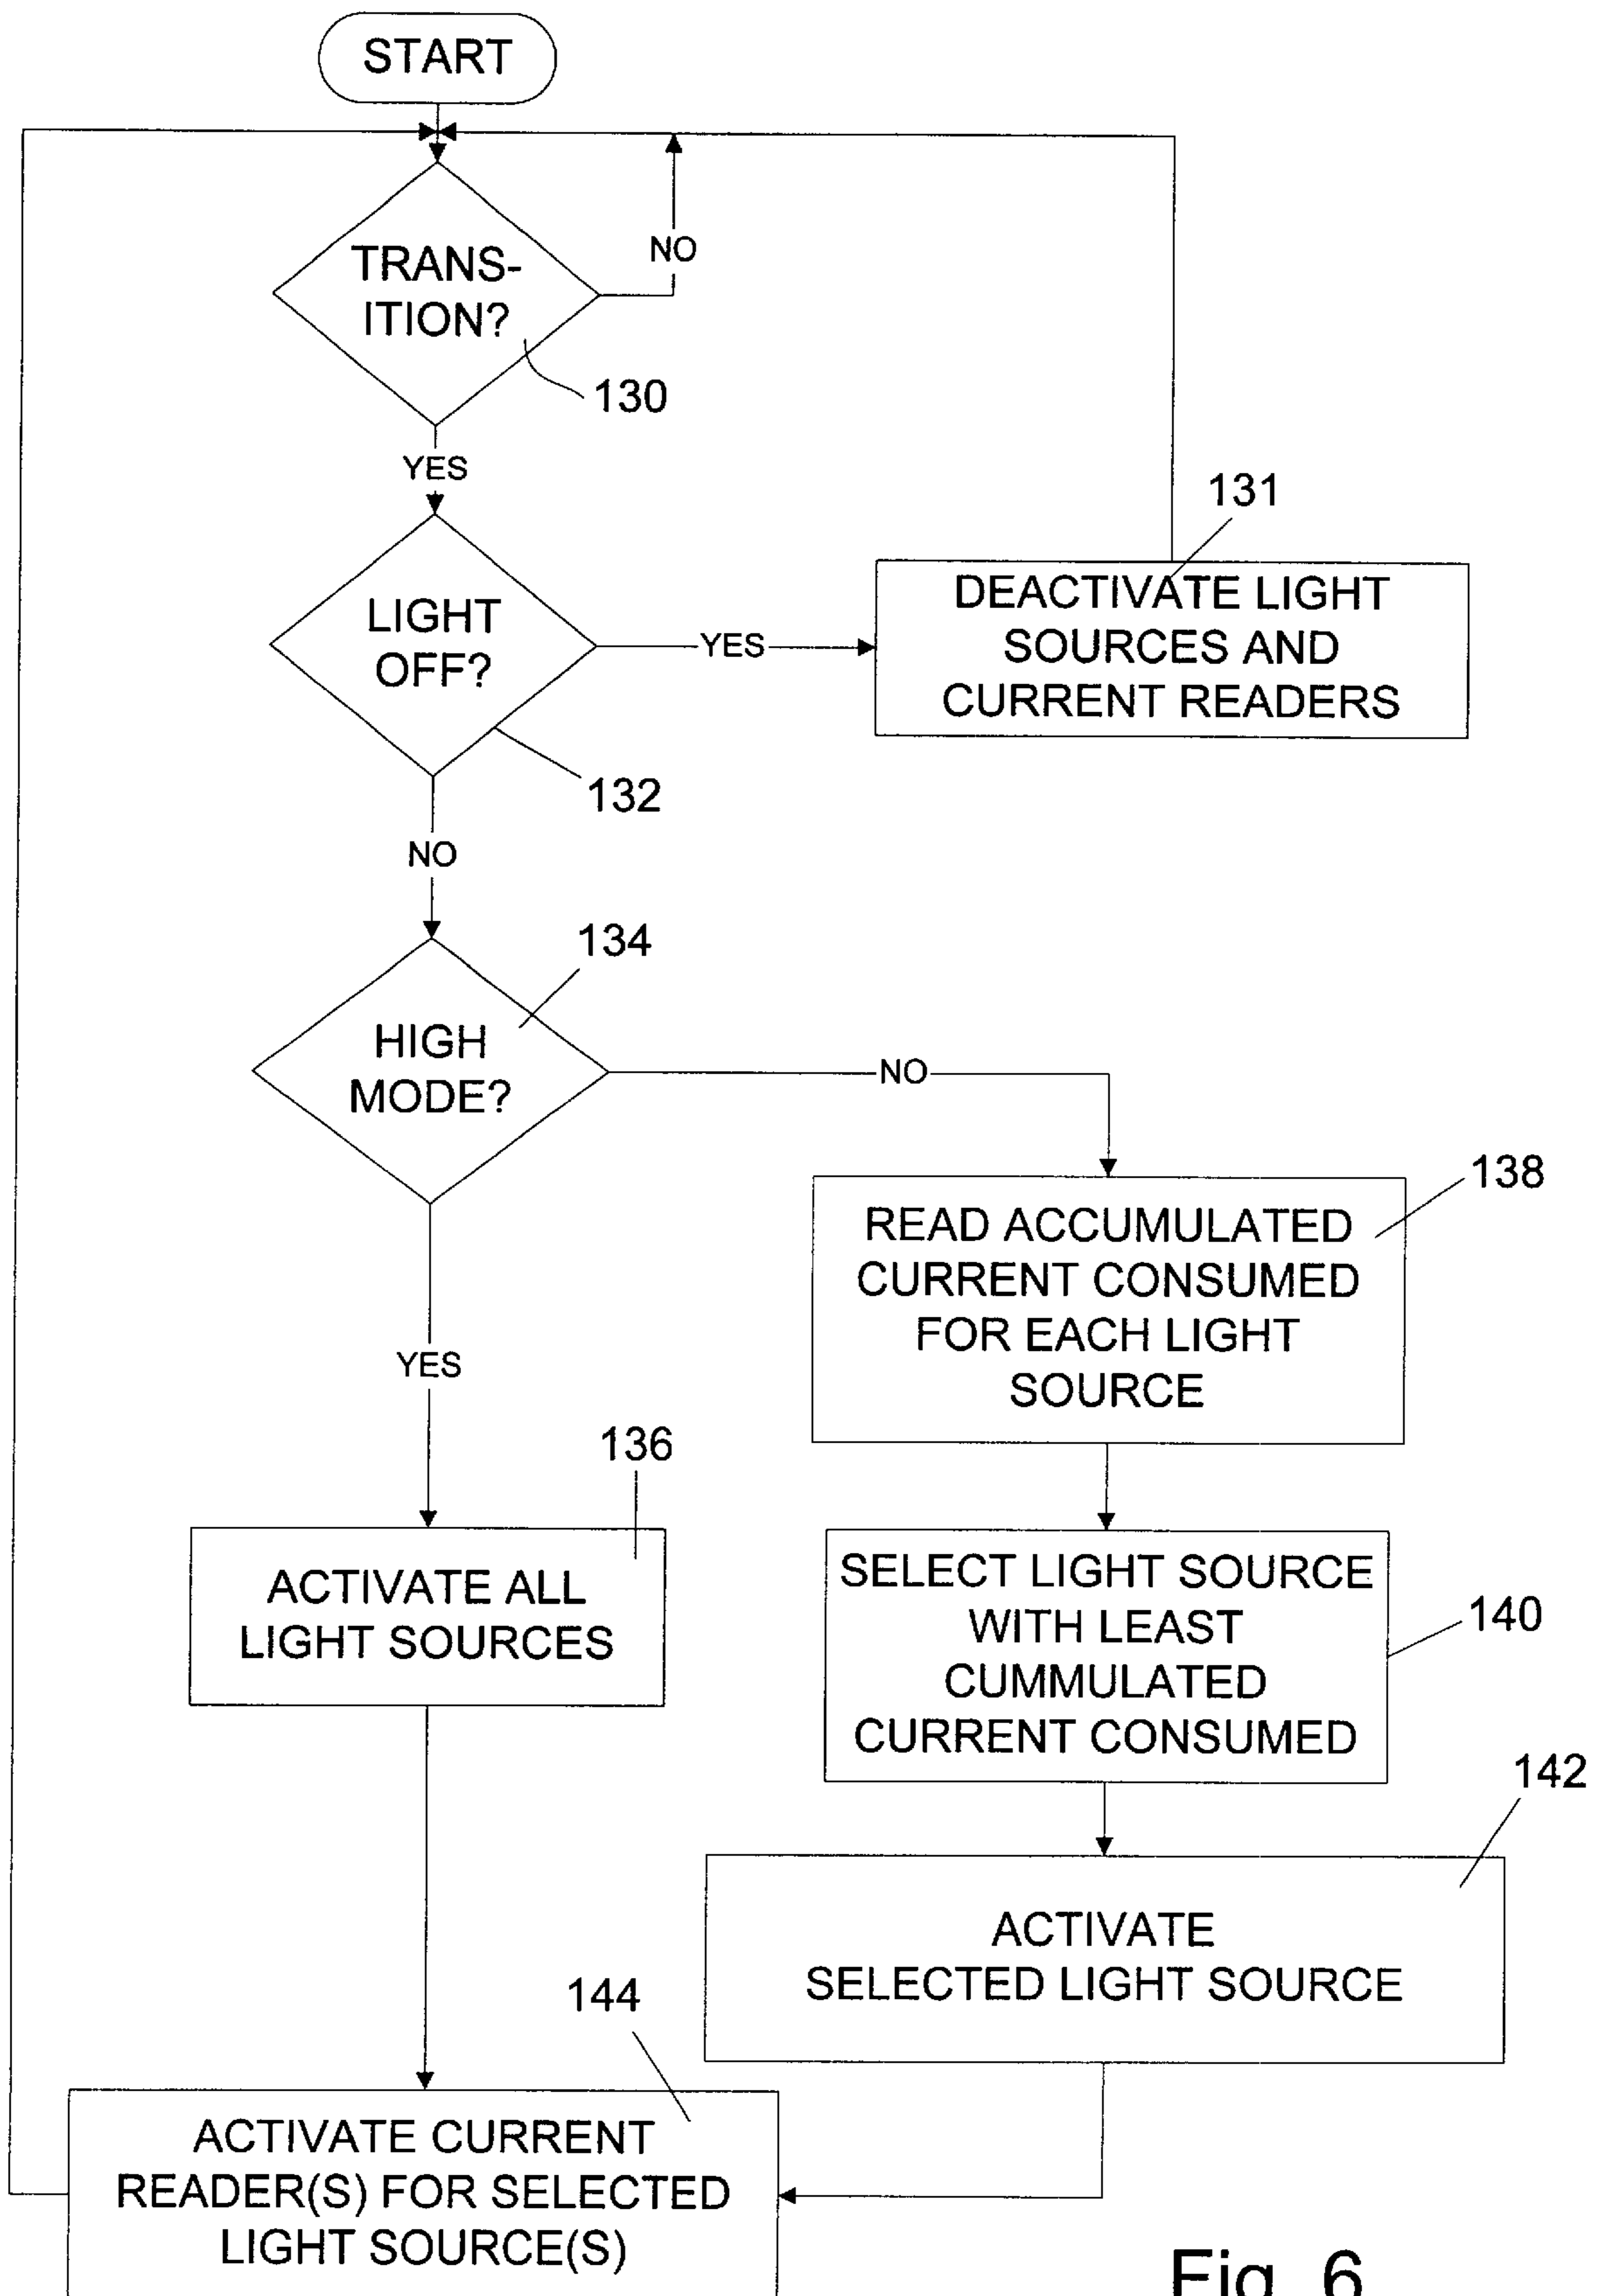 START
TRANS-
ITION?
NO
130
YES
131
LIGHT
OFF?
YES
DEACTIVATE LIGHT
SOURCES AND
CURRENT READERS
132
NO
134
HIGH
MODE?
NO
138
READ ACCUMULATED
CURRENT CONSUMED
FOR EACH LIGHT
SOURCE
YES
136
ACTIVATE ALL
LIGHT SOURCES
SELECT LIGHT SOURCE
WITH LEAST
CUMMULATED
CURRENT CONSUMED
140
142
ACTIVATE
SELECTED LIGHT SOURCE
144
ACTIVATE CURRENT
READER(S) FOR SELECTED
LIGHT SOURCE(S)
Fig. 6